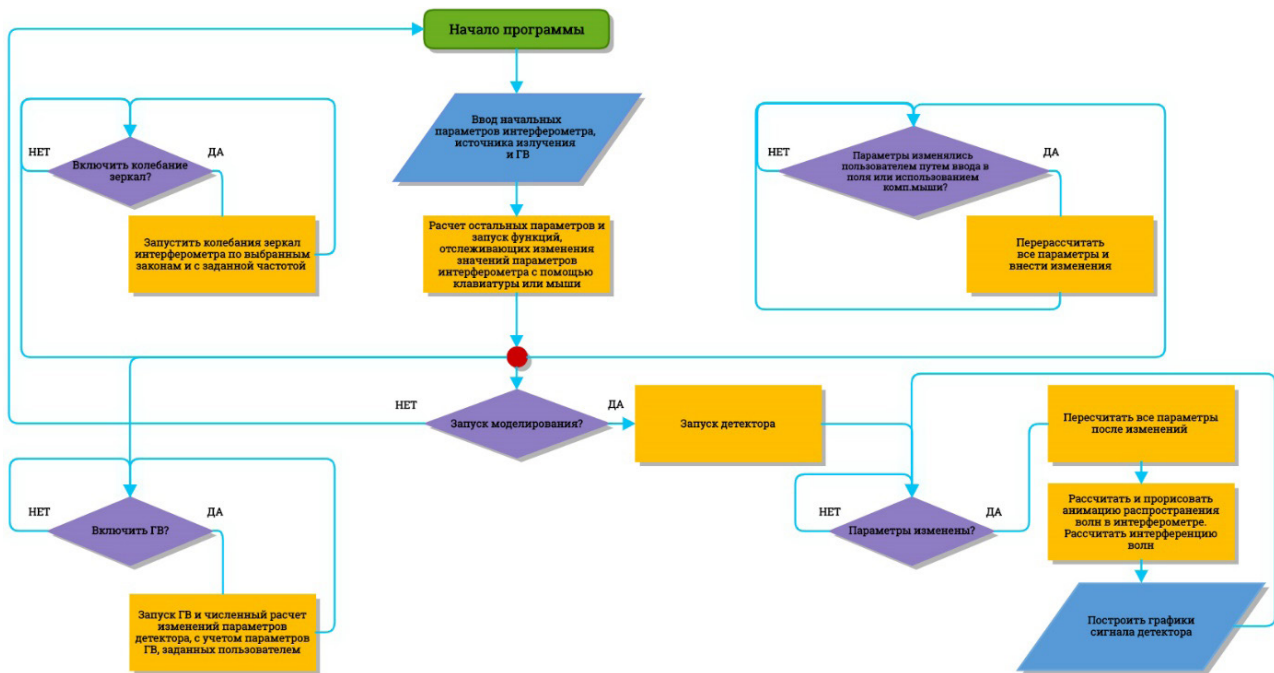 Начало программы
Ввод начальных
параметров интерферометра,
источника излучения
и ГВ
НЕТ
ДА
Включить колебание
зеркал?
Запустить колебания зеркал
интерферометра по выбранным
законам и с заданной частотой
Расчет остальных параметров и
запуск функций,
отслеживающих изменения
значений параметров
интерферометра с помощью
клавиатуры или мыши
НЕТ
ДА
Параметры изменялись
пользователем путем ввода в
поля или использованием
комп.мыши?
Перерассчитать
все параметры и
внести изменения
НЕТ
ДА
Запуск моделирования?
Запуск детектора
Пересчитать все параметры
после изменений
НЕТ
ДА
Включить ГВ?
НЕТ
ДА
Параметры изменены?
Рассчитать и прорисовать
анимацию распространения
волн в интерферометре.
Рассчитать интерференцию
волн
Запуск ГВ и численный расчет
изменений параметров
детектора, с учетом параметров
ГВ, заданных пользователем
Построить графики
сигнала детектора